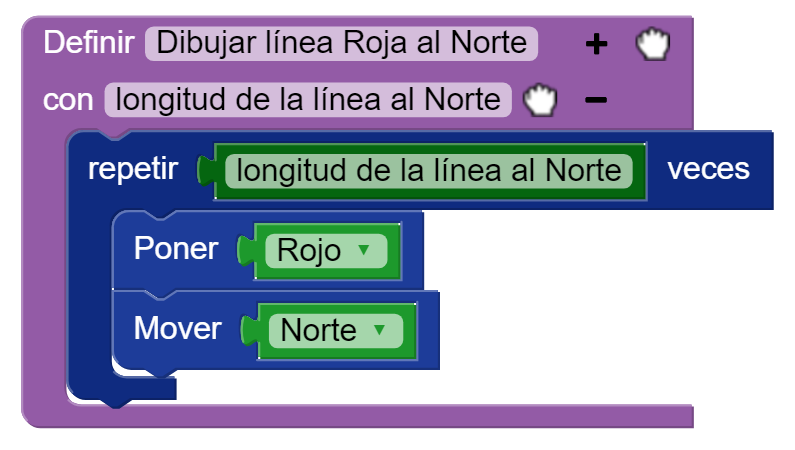 Definir Dibujar línea Roja al Norte +
con longitud de la línea al Norte −
repetir longitud de la línea al Norte veces
Poner Rojo ▼
Mover Norte ▼